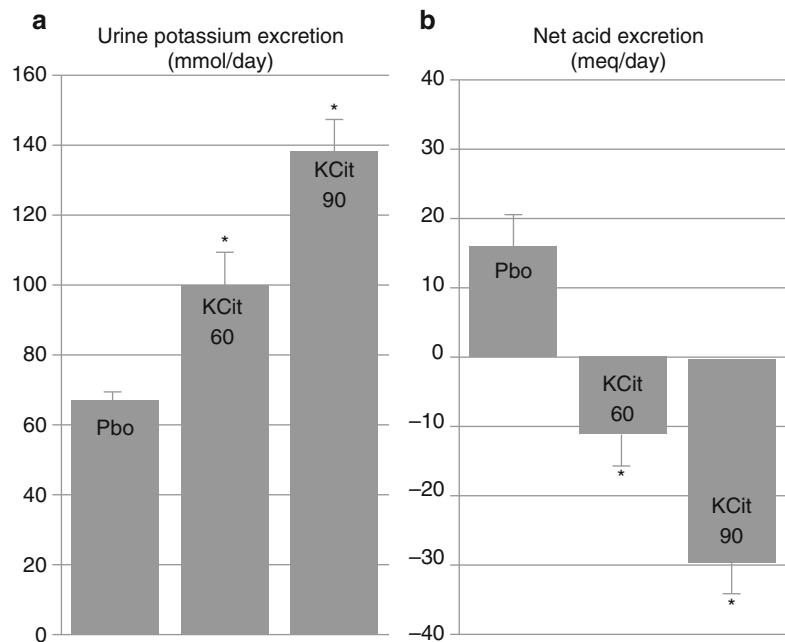 a
Urine potassium excretion
(mmol/day)
160
140
120
100
80
60
40
20
0
Pbo
*
KCit
60
*
KCit
90
b
Net acid excretion
(meq/day)
40
30
20
10
0
–10
–20
–30
–40
Pbo
KCit
60
*
KCit
90
*